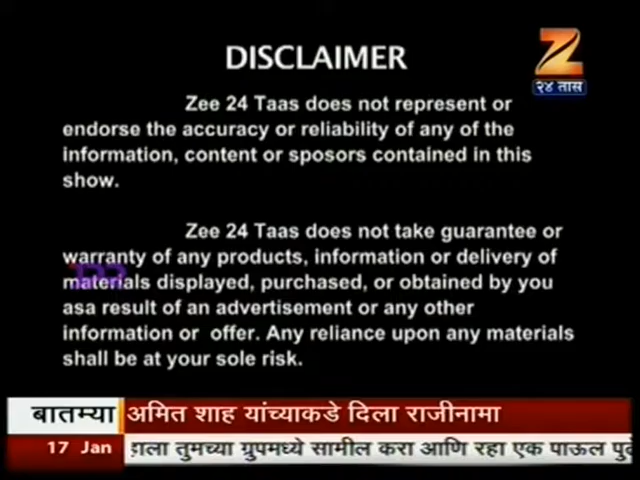 DISCLAIMER
२४ तास
Zee 24 Taas does not represent or
endorse the accuracy or reliability of any of the
information, content or sposors contained in this
show.
Zee 24 Taas does not take guarantee or
warranty of any products, information or delivery of
materials displayed, purchased, or obtained by you
asa result of an advertisement or any other
information or offer. Any reliance upon any materials
shall be at your sole risk.
बातम्या अमित शाह यांच्याकडे दिला राजीनामा
17 Jan तुमच्या ग्रुपमध्ये सामील करा आणि रहा एक पाऊल